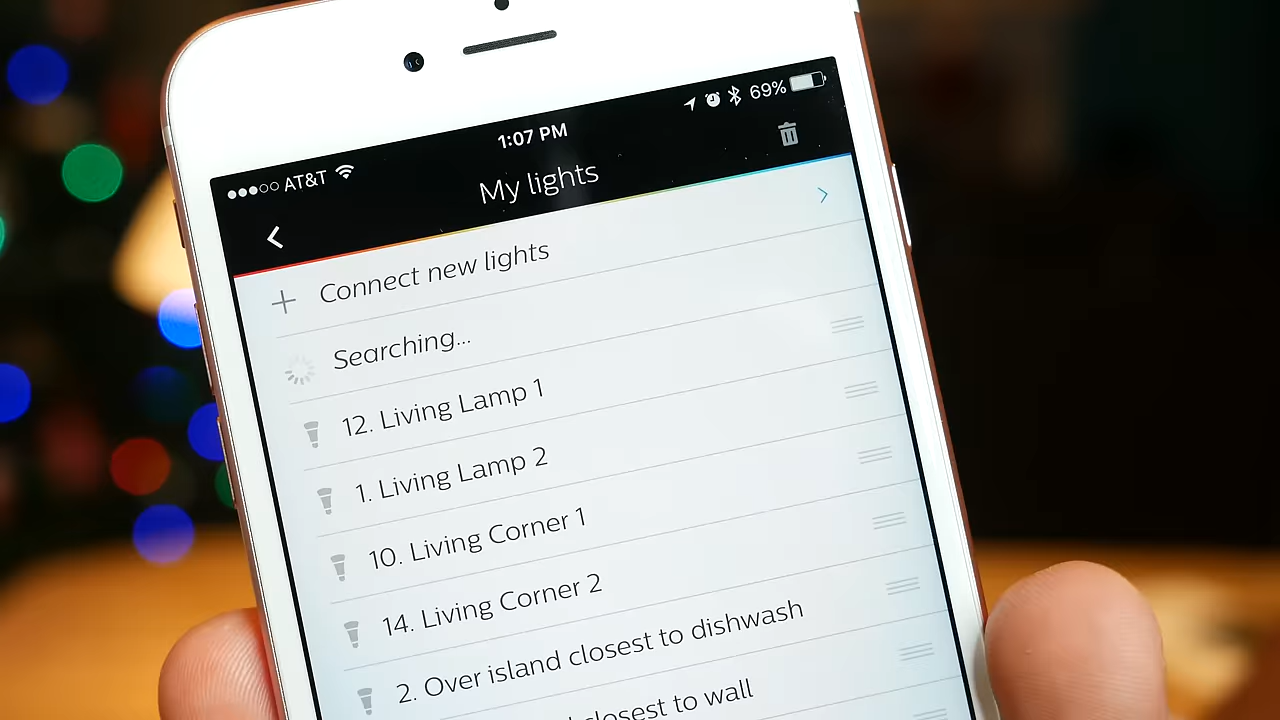 AT&T 1:07 PM 69%
My lights
Connect new lights
Searching...
12. Living Lamp 1
1. Living Lamp 2
10. Living Corner 1
14. Living Corner 2
2. Over island closest to dishwash
closest to wall